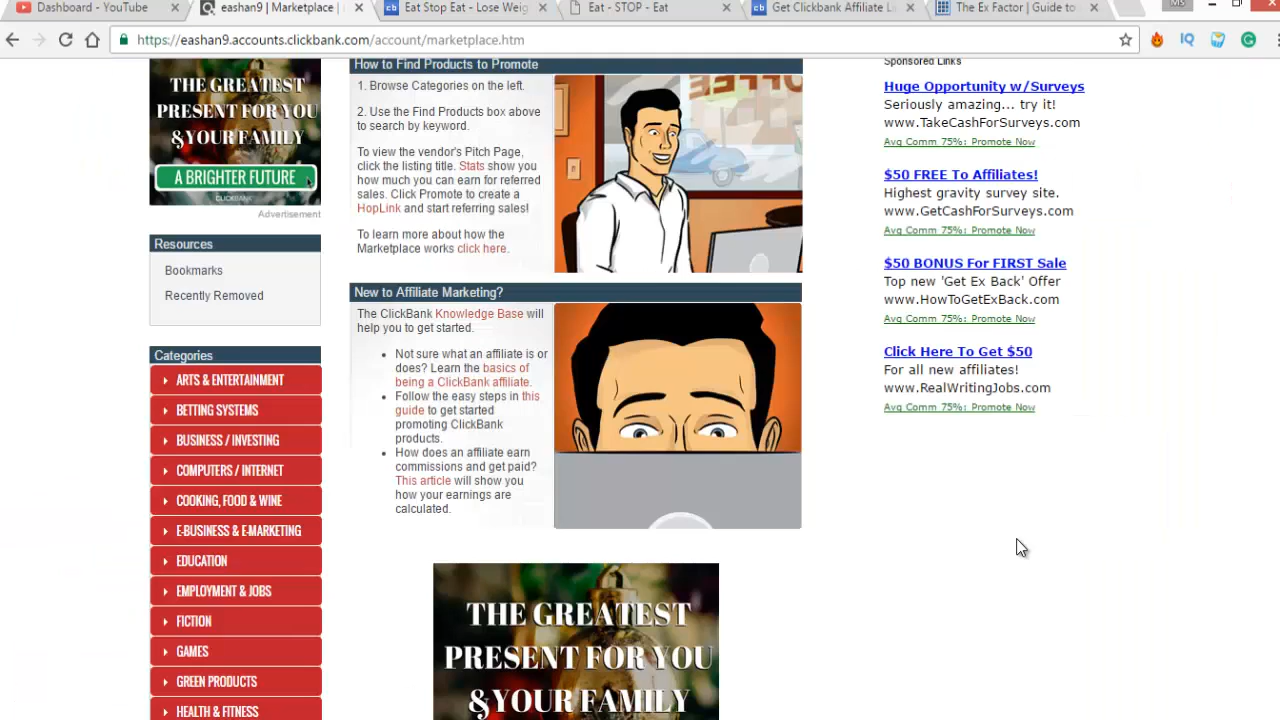 Dashboard - YouTube
eashan9 | Marketplace |
Eat Stop Eat - Lose Weig
Eat - STOP - Eat
Get Clickbank Affiliate L
The Ex Factor | Guide to
MS
https://eashan9.accounts.clickbank.com/account/marketplace.htm
THE GREATEST
PRESENT FOR YOU
& YOUR FAMILY
A BRIGHTER FUTURE
CLICKBANK
Advertisement
Resources
Bookmarks
Recently Removed
Categories
ARTS & ENTERTAINMENT
BETTING SYSTEMS
BUSINESS / INVESTING
COMPUTERS / INTERNET
COOKING, FOOD & WINE
E-BUSINESS & E-MARKETING
EDUCATION
EMPLOYMENT & JOBS
FICTION
GAMES
GREEN PRODUCTS
HEALTH & FITNESS
How to Find Products to Promote
1. Browse Categories on the left.
2. Use the Find Products box above
to search by keyword.
To view the vendor's Pitch Page,
click the listing title. Stats show you
how much you can earn for referred
sales. Click Promote to create a
HopLink and start referring sales!
To learn more about how the
Marketplace works click here.
COFFEE
New to Affiliate Marketing?
The ClickBank Knowledge Base will
help you to get started.
• Not sure what an affiliate is or
does? Learn the basics of
being a ClickBank affiliate.
• Follow the easy steps in this
guide to get started
promoting ClickBank
products.
• How does an affiliate earn
commissions and get paid?
This article will show you
how your earnings are
calculated.
THE GREATEST
PRESENT FOR YOU
& YOUR FAMILY
Sponsored Links
Huge Opportunity w/Surveys
Seriously amazing... try it!
www.TakeCashForSurveys.com
Avg Comm 75%: Promote Now
$50 FREE To Affiliates!
Highest gravity survey site.
www.GetCashForSurveys.com
Avg Comm 75%: Promote Now
$50 BONUS For FIRST Sale
Top new 'Get Ex Back' Offer
www.HowToGetExBack.com
Avg Comm 75%: Promote Now
Click Here To Get $50
For all new affiliates!
www.RealWritingJobs.com
Avg Comm 75%: Promote Now